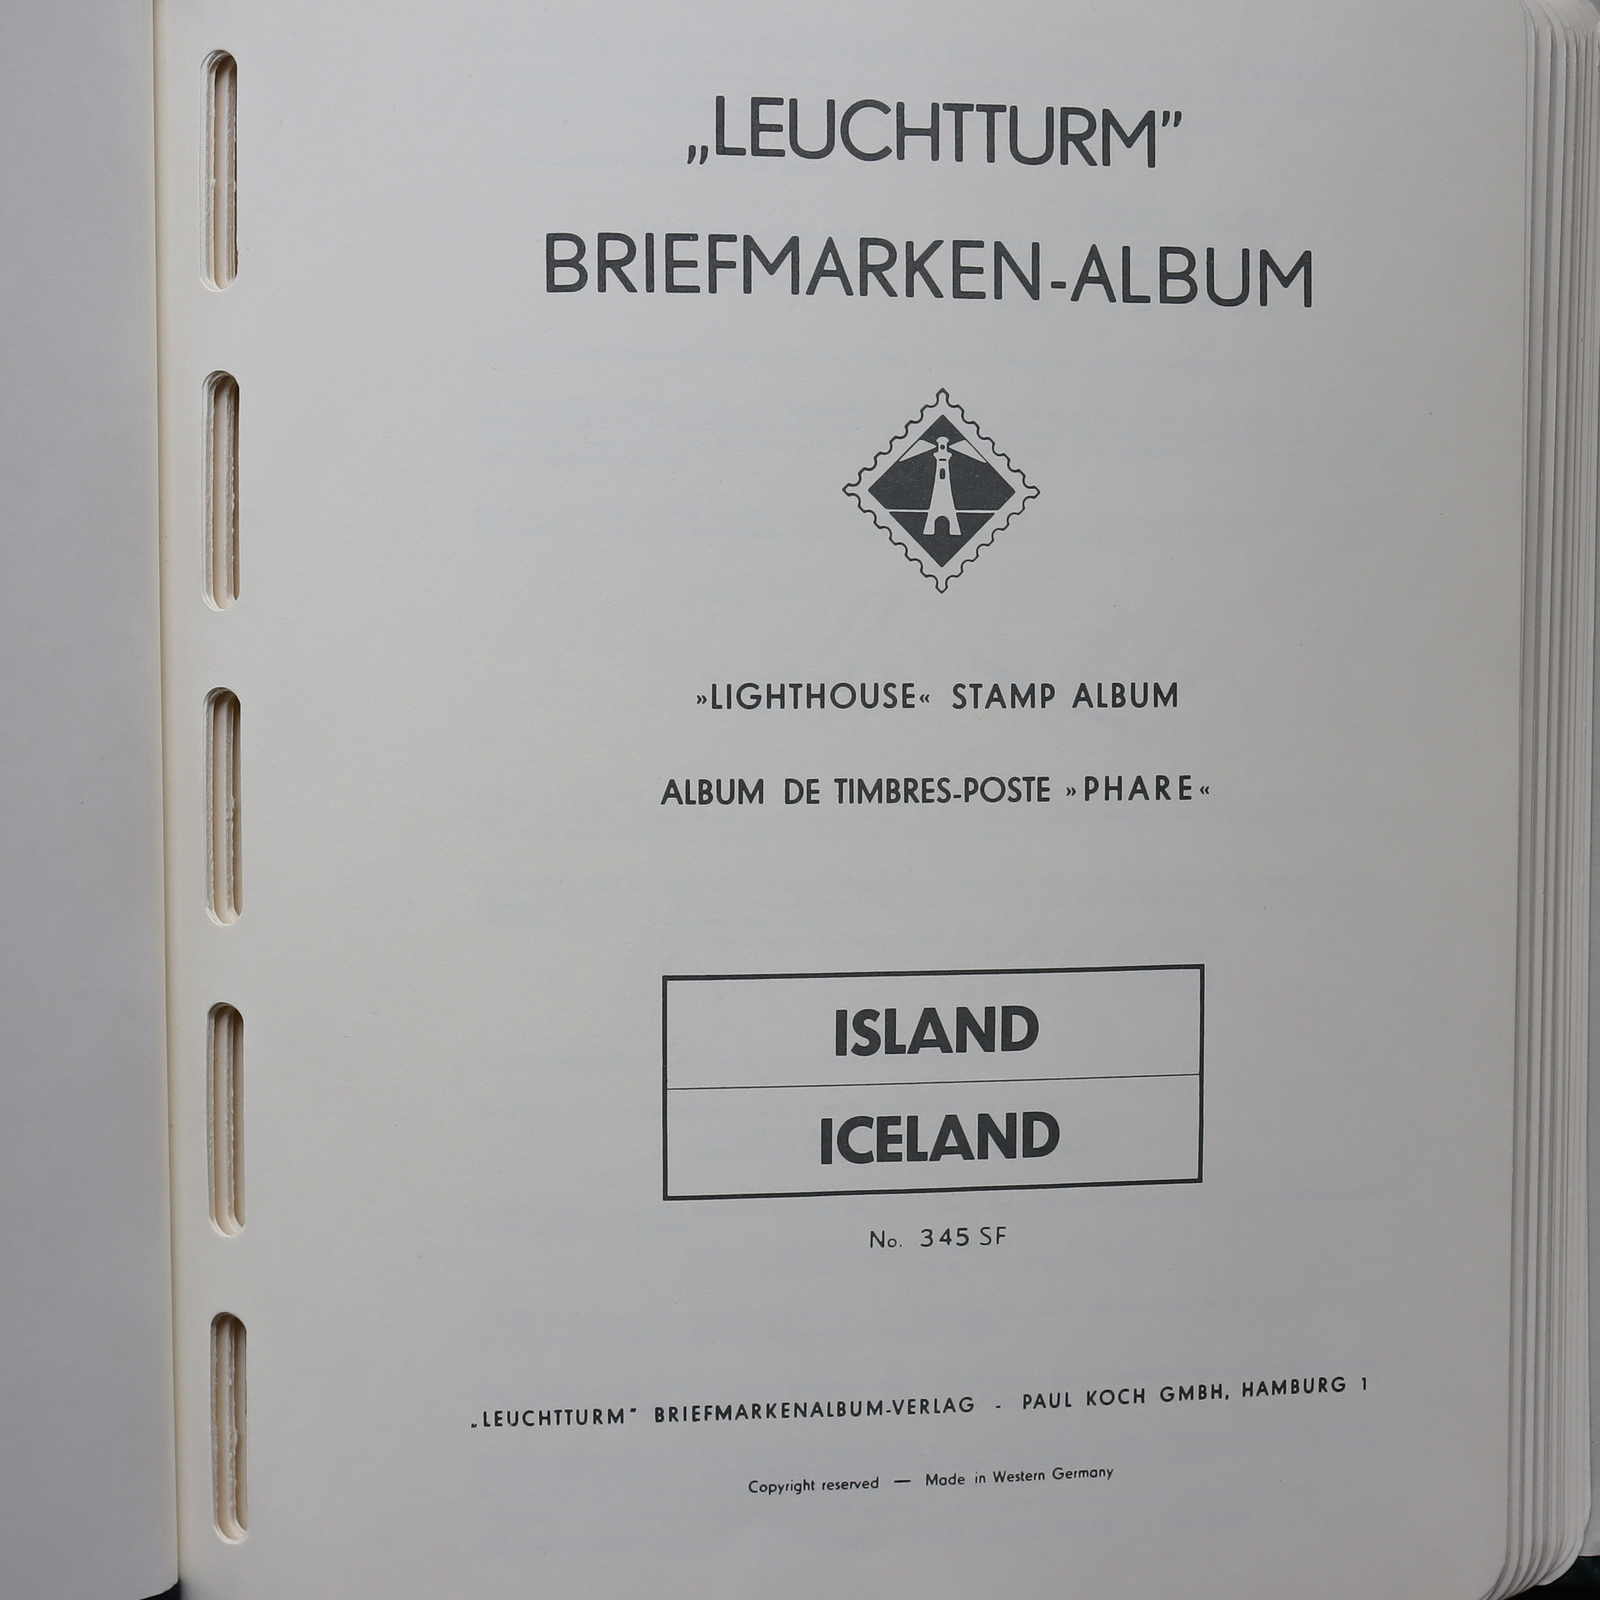 „LEUCHTTURM”
BRIEFMARKEN-ALBUM
»LIGHTHOUSE« STAMP ALBUM
ALBUM DE TIMBRES-POSTE »PHARE«
ISLAND
ICELAND
No. 345 SF
„LEUCHTTURM” BRIEFMARKENALBUM-VERLAG - PAUL KOCH GMBH, HAMBURG 1
Copyright reserved — Made in Western Germany